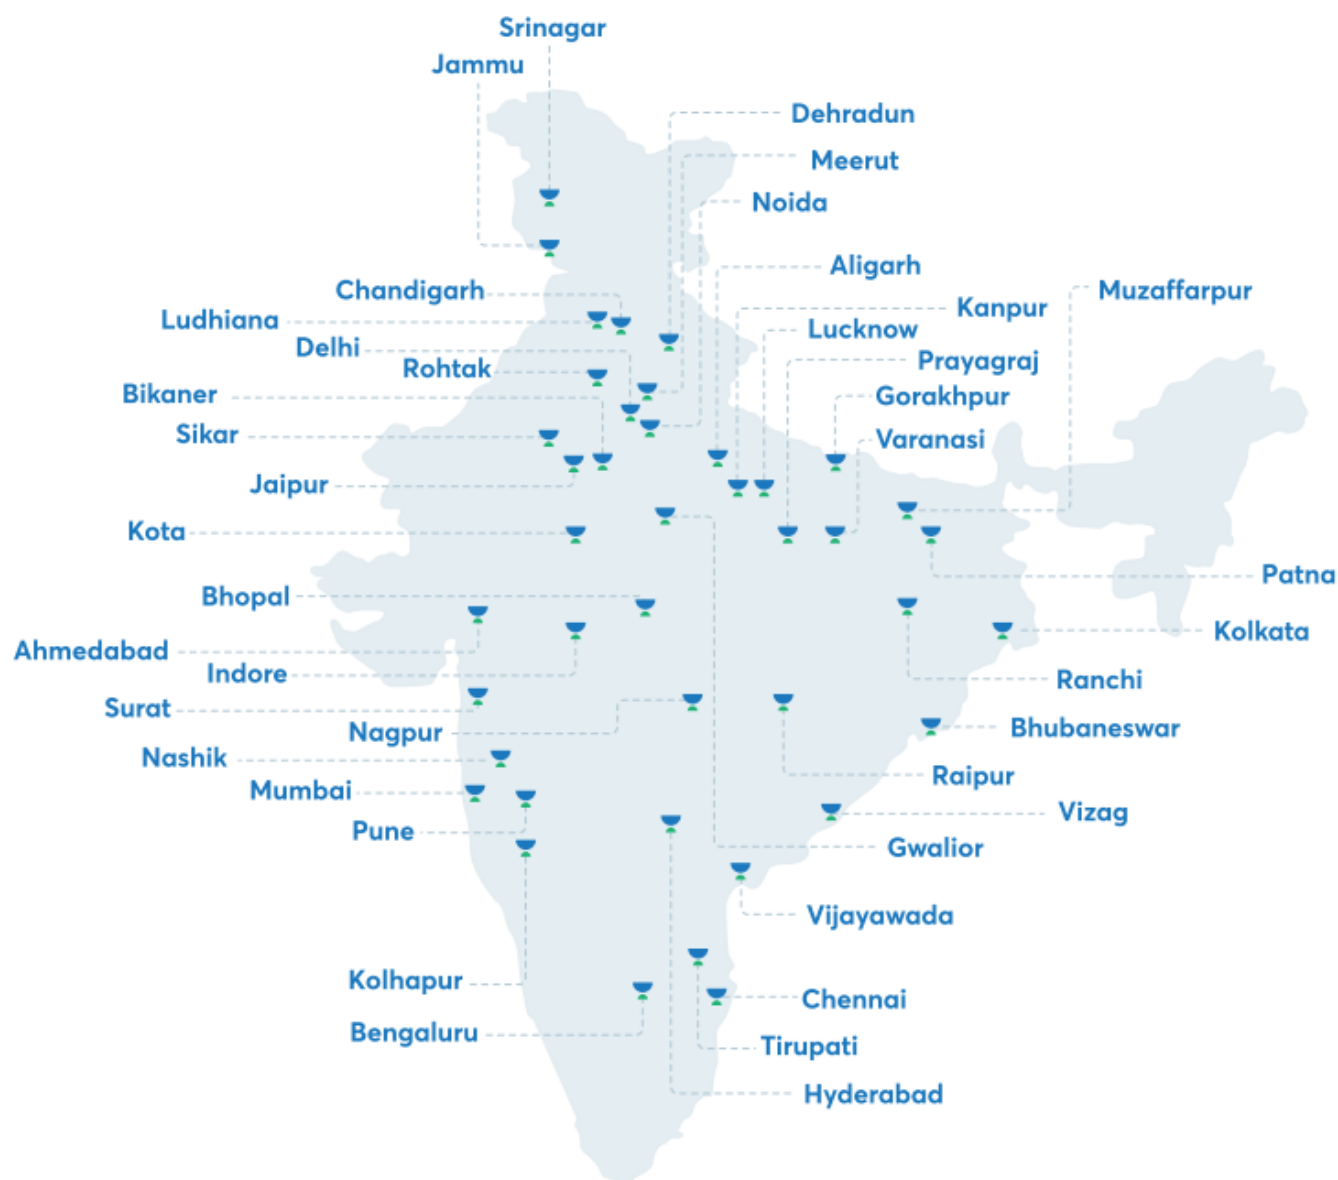 Srinagar
Jammu
Dehradun
Meerut
Noida
Aligarh
Chandigarh
Muzaffarpur
Kanpur
Ludhiana
Lucknow
Delhi
Prayagraj
Rohtak
Bikaner
Gorakhpur
Sikar
Varanasi
Jaipur
Kota
Patna
Bhopal
Kolkata
Ahmedabad
Indore
Ranchi
Surat
Bhubaneswar
Nagpur
Nashik
Raipur
Mumbai
Vizag
Pune
Gwalior
Vijayawada
Kolhapur
Chennai
Bengaluru
Tirupati
Hyderabad